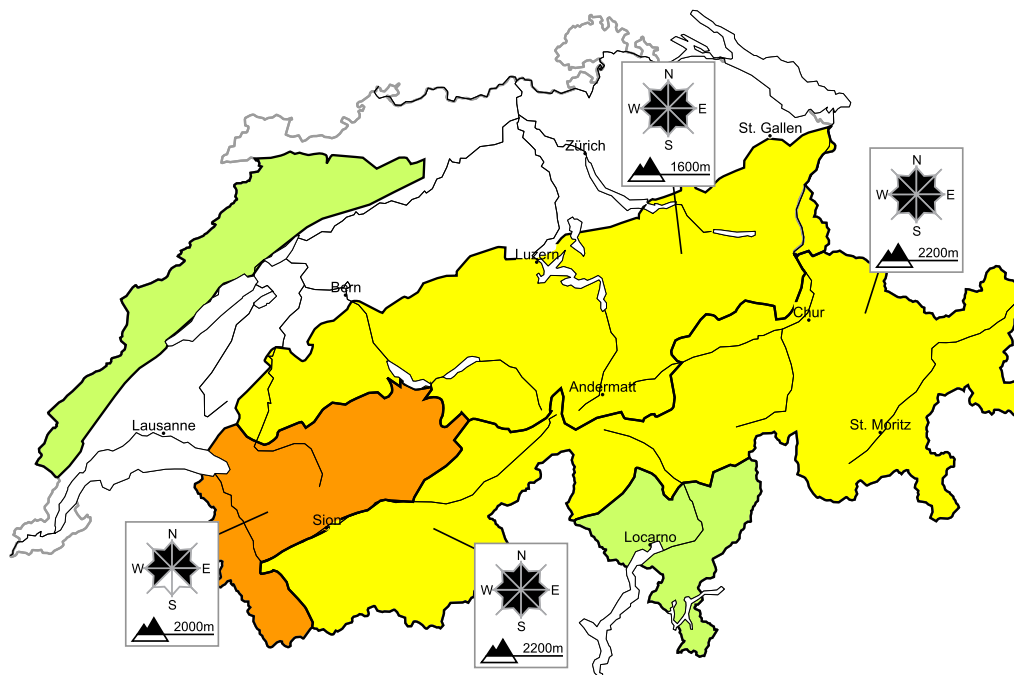 N
W E
S
1600m
Zürich
St. Gallen
N
W E
S
2200m
Luzern
Bern
Chur
Andermatt
Lausanne
St. Moritz
Sion
Locarno
N
W E
S
2000m
N
W E
S
2200m